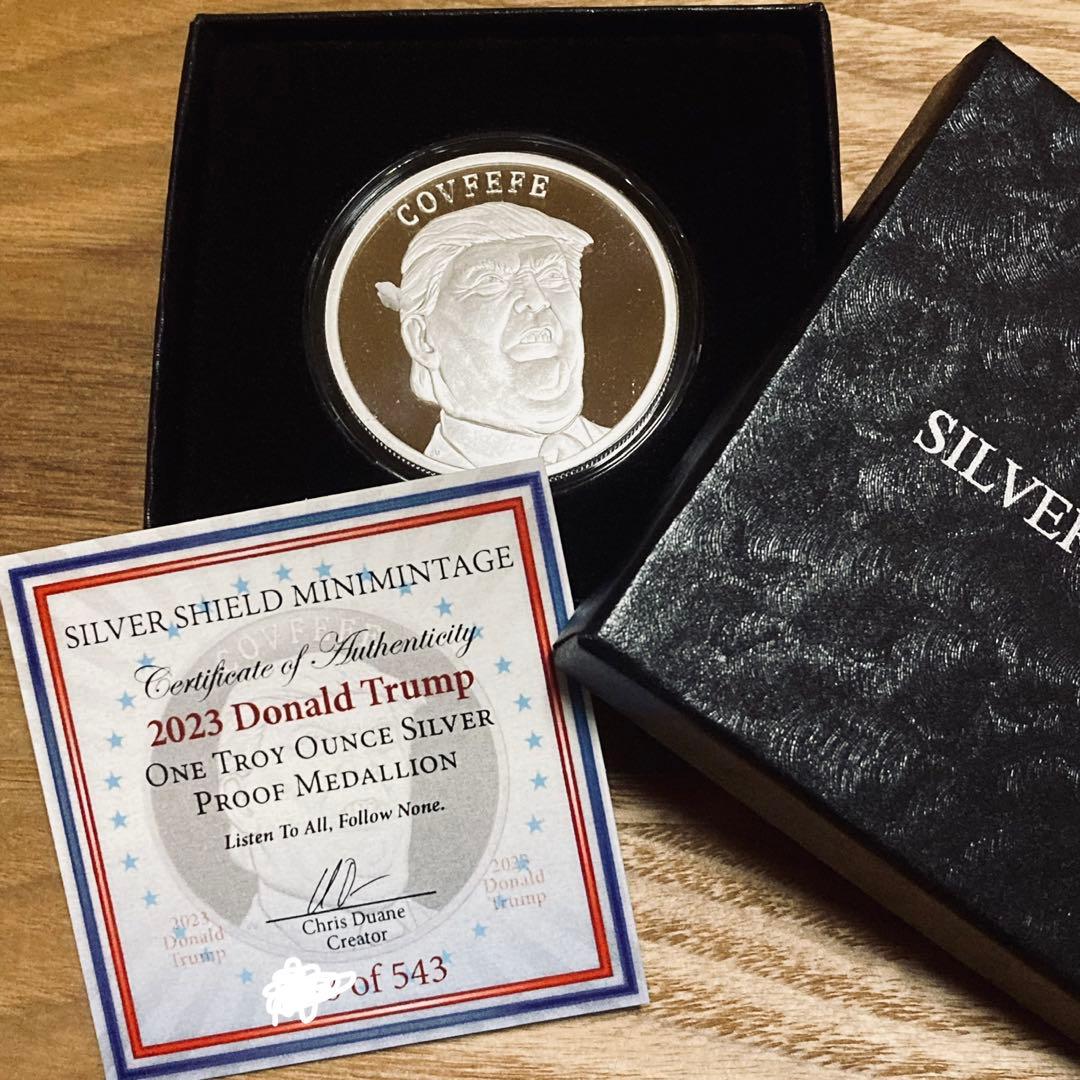 COVFEFE
SILVER
SILVER SHIELD MINIMINTAGE
Certificate of Authenticity
2023 Donald Trump
ONE TROY OUNCE SILVER
PROOF MEDALLION
Listen To All, Follow None.
Chris Duane
Creator
2023
Donald
Trump
2023
Donald
Trump
of 543
COVFEFE